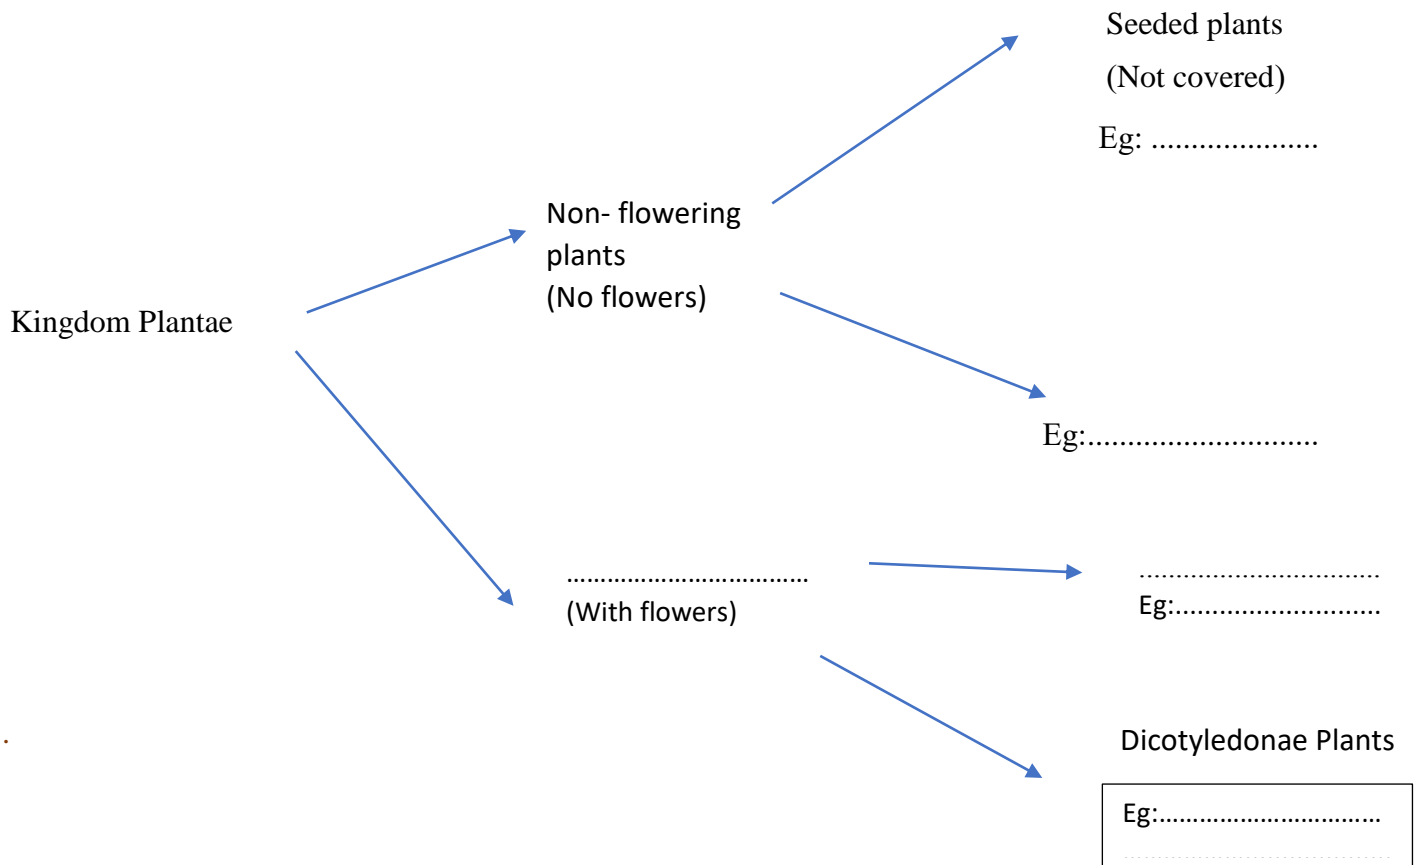 Seeded plants
(Not covered)
Eg: .....................
Non- flowering
plants
(No flowers)
Kingdom Plantae
Eg:.............................
………………………………
(With flowers)
................................
Eg:............................
.
Dicotyledonae Plants
Eg:……………………………
....................................